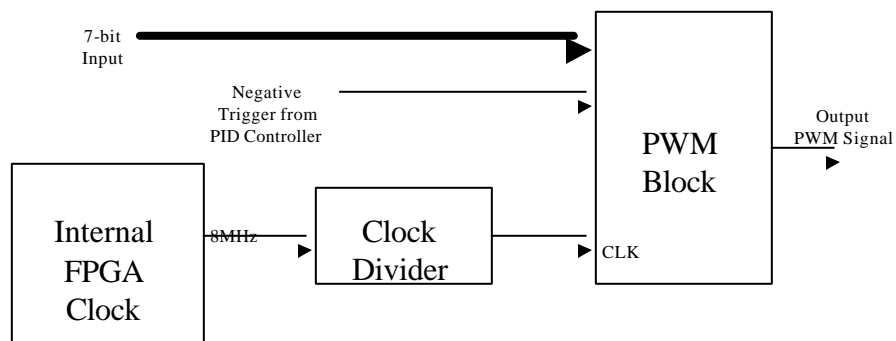 7-bit
Input
Negative
Trigger from
PID Controller
Output
PWM Signal
PWM
Block
Internal
FPGA
Clock
8MHz
Clock
Divider
CLK